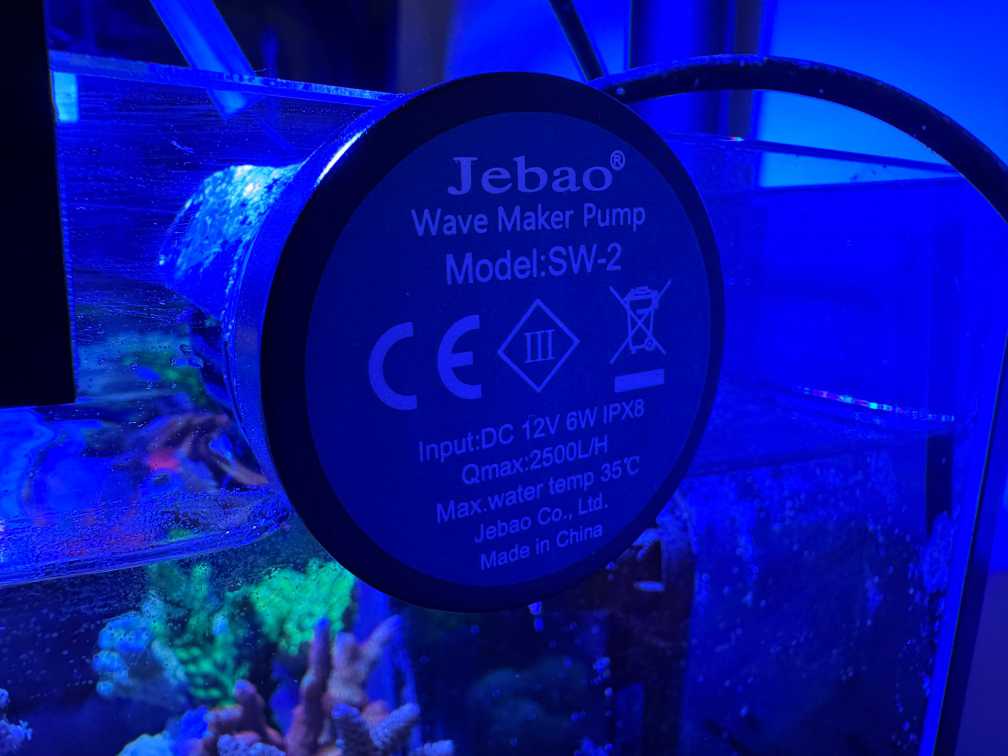 Jebao®
Wave Maker Pump
Model:SW-2
CE III
Input:DC 12V 6W IPX8
Qmax:2500L/H
Max.water temp 35℃
Jebao Co., Ltd.
Made in China